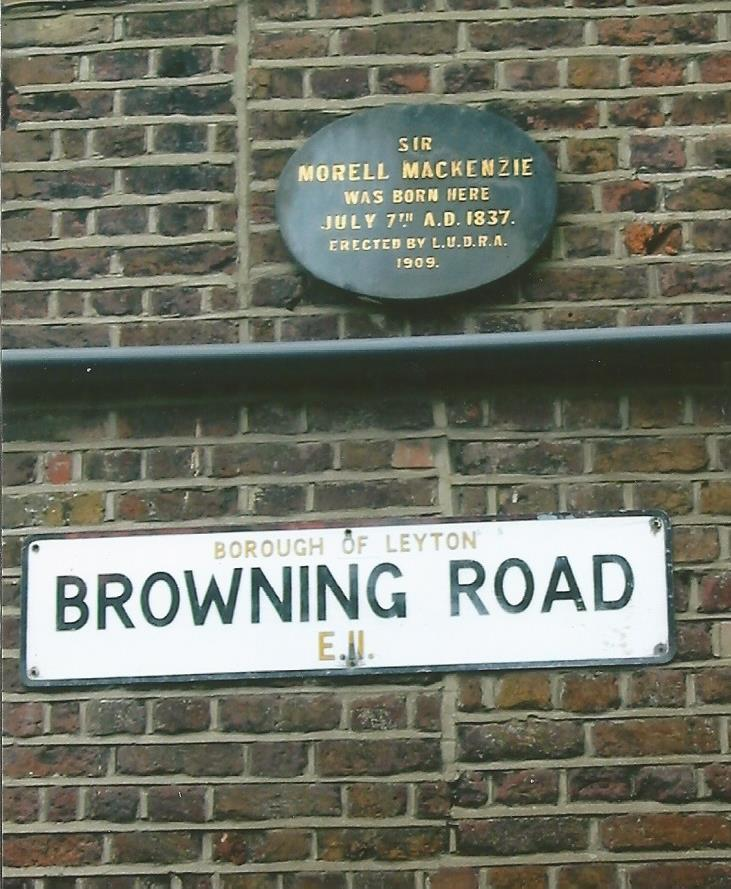 SIR
MORELL MACKENZIE
WAS BORN HERE
JULY 7TH A.D. 1837.
ERECTED BY L.U.D.R.A.
1909.
BOROUGH OF LEYTON
BROWNING ROAD
E.11.